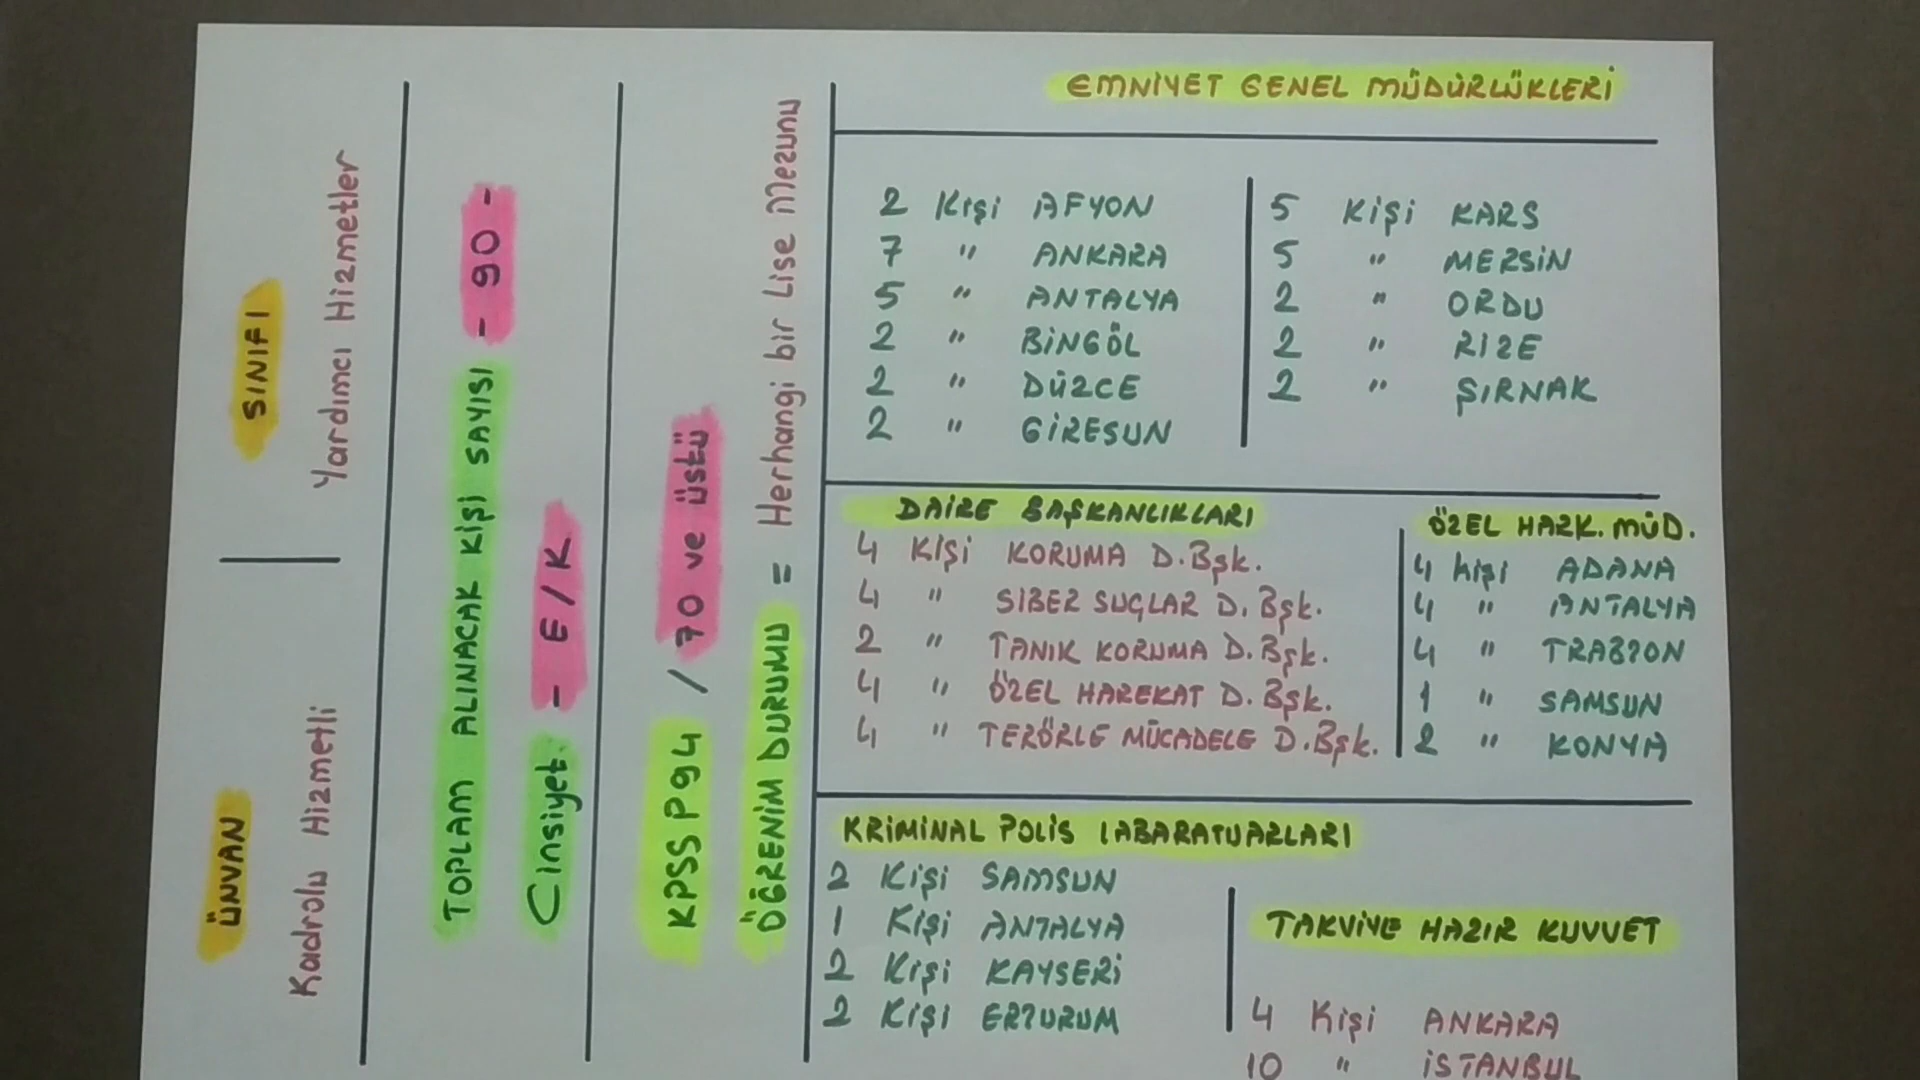 ÜNVAN
Kadrolu Hizmetli
SINIFI
Yardımcı Hizmetler
TOPLAM ALINACAK KİŞİ SAYISI - 90 -
Cinsiyet - E/K
KPSS P94 / 70 ve üstü
ÖĞRENİM DURUMU = Herhangi bir Lise Mezunu
EMNİYET GENEL MÜDÜRLÜKLERİ
2 Kişi AFYON
7 " ANKARA
5 " ANTALYA
2 " BİNGÖL
2 " DÜZCE
2 " GİRESUN
5 Kişi KARS
5 " MERSİN
2 " ORDU
2 " RİZE
2 " ŞIRNAK
DAİRE BAŞKANLIKLARI
4 Kişi KORUMA D.Bşk.
4 " SİBER SUÇLAR D.Bşk.
2 " TANIK KORUMA D.Bşk.
4 " ÖZEL HAREKAT D.Bşk.
4 " TERÖRLE MÜCADELE D.Bşk.
ÖZEL HARK. MÜD.
4 kişi ADANA
4 " ANTALYA
4 " TRABZON
1 " SAMSUN
2 " KONYA
KRİMİNAL POLİS LABARATUARLARI
2 Kişi SAMSUN
1 Kişi ANTALYA
2 Kişi KAYSERİ
2 Kişi ERZURUM
TAKVİYE HAZIR KUVVET
4 Kişi ANKARA
10 " İSTANBUL